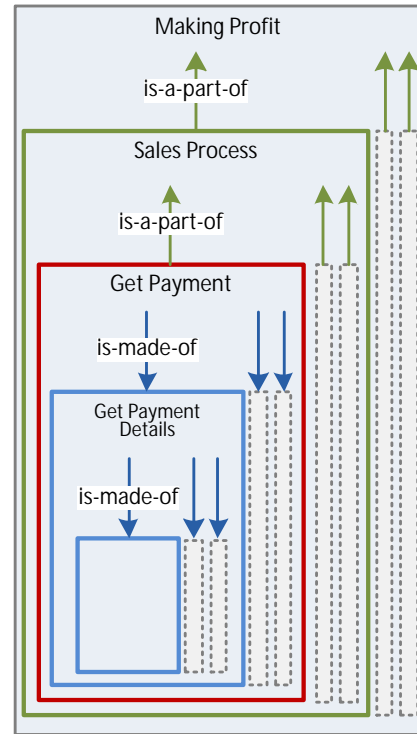 Making Profit
is-a-part-of
Sales Process
is-a-part-of
Get Payment
is-made-of
Get Payment
Details
is-made-of